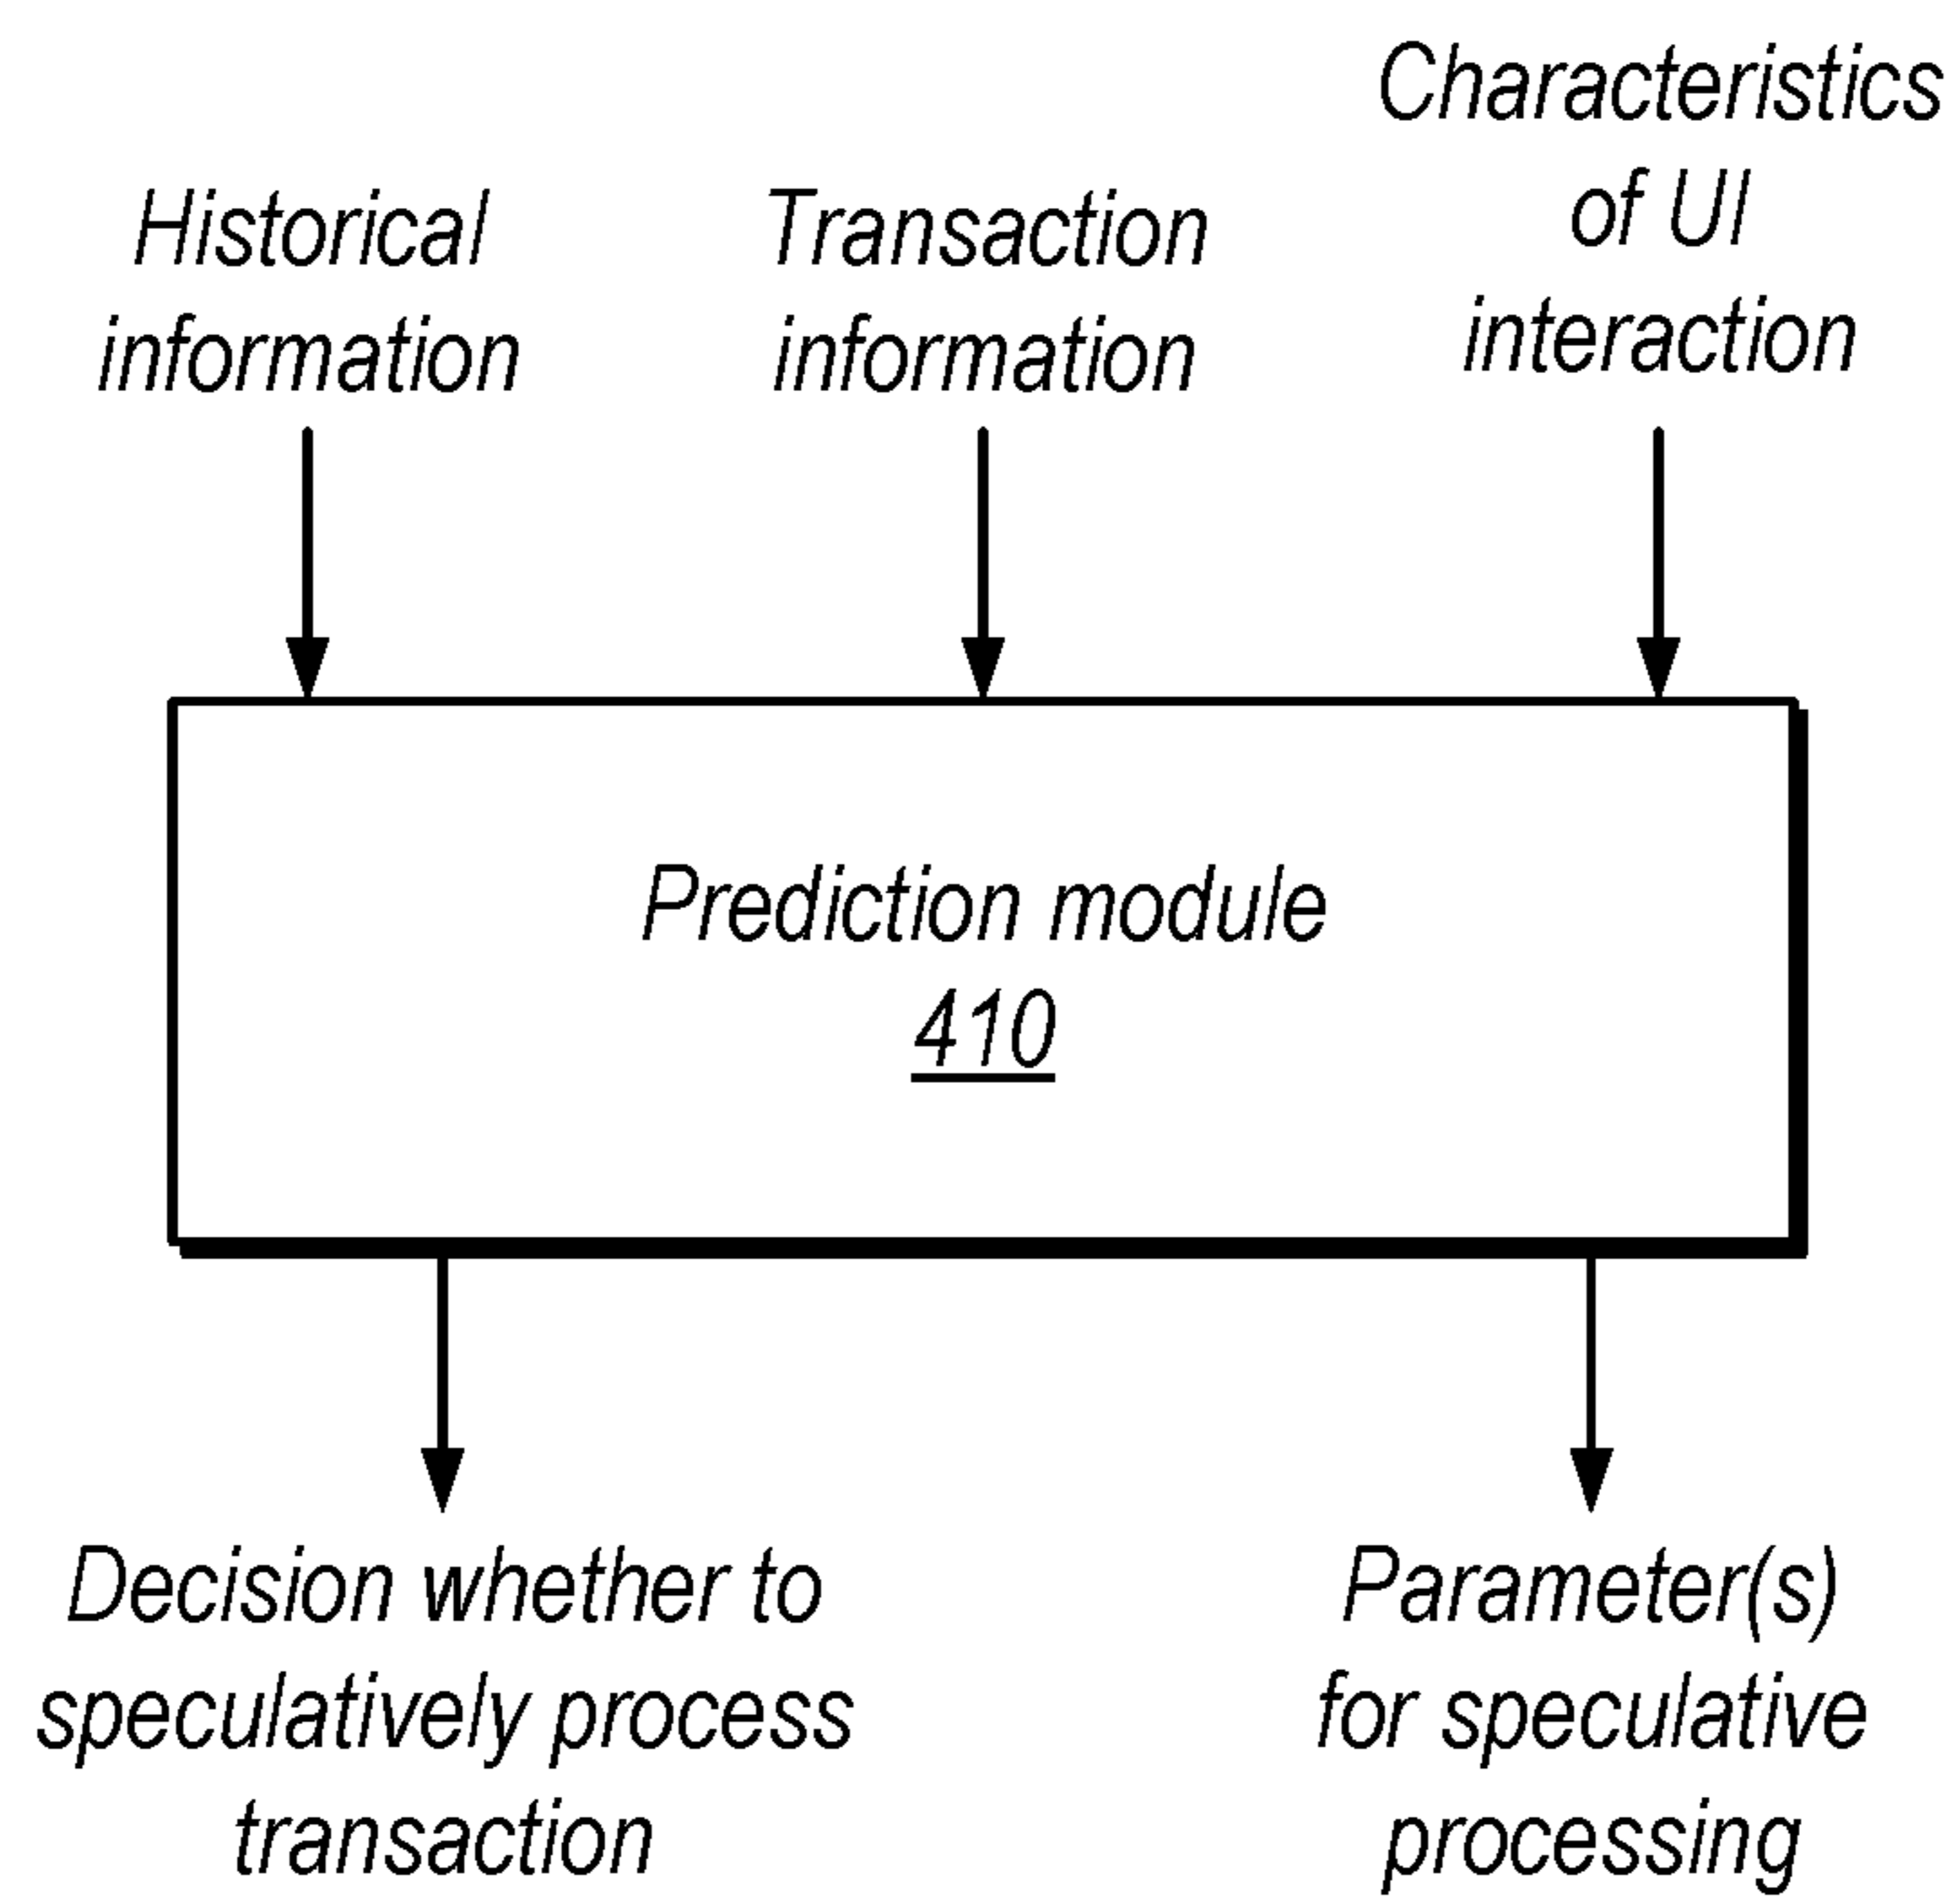 Historical
information
Transaction
information
Characteristics
of UI
interaction
Prediction module
410
Decision whether to
speculatively process
transaction
Parameter(s)
for speculative
processing